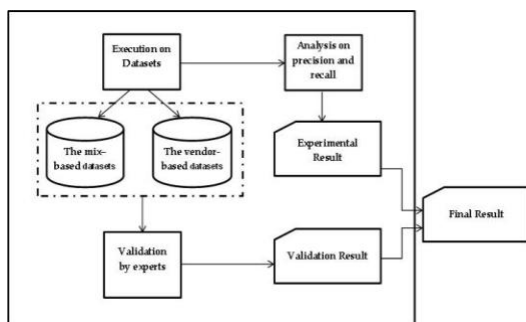 Execution on
Datasets
Analysis on
precision and
recall
The mix-
based datasets
The vendor-
based datasets
Experimental
Result
Final Result
Validation
by experts
Validation Result